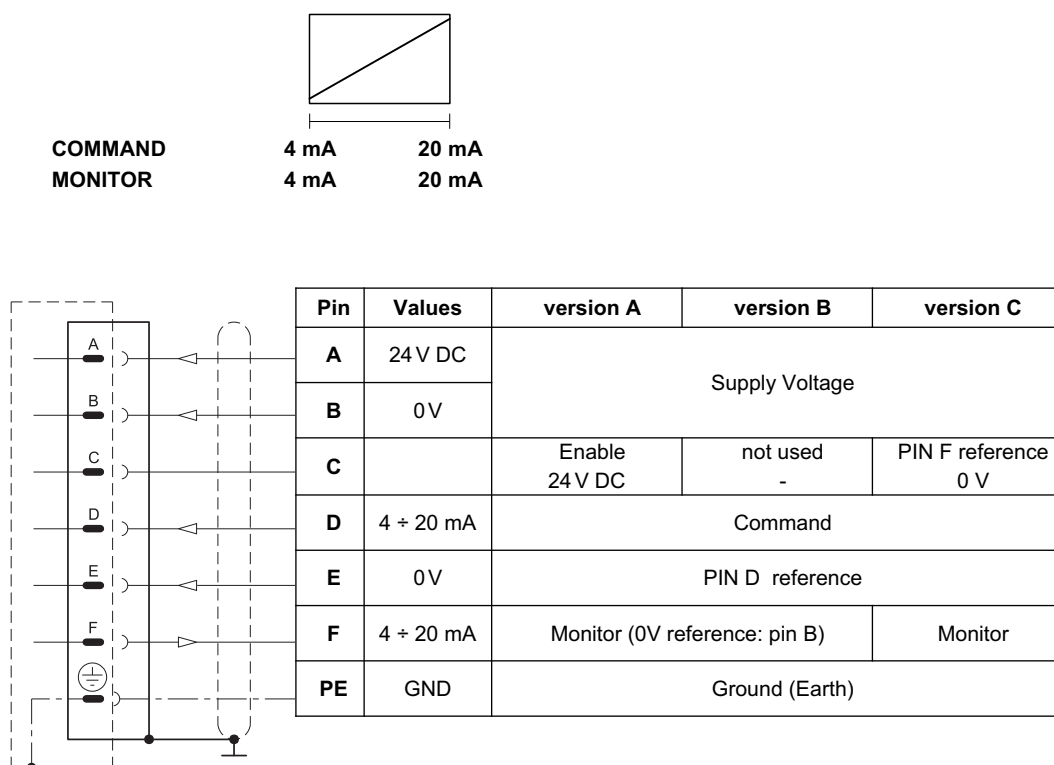 COMMAND 4 mA 20 mA
MONITOR 4 mA 20 mA
Pin Values version A version B version C
A 24 V DC Supply Voltage
B 0 V
C Enable 24 V DC not used - PIN F reference 0 V
D 4 ÷ 20 mA Command
E 0 V PIN D reference
F 4 ÷ 20 mA Monitor (0V reference: pin B) Monitor
PE GND Ground (Earth)
A
B
C
D
E
F